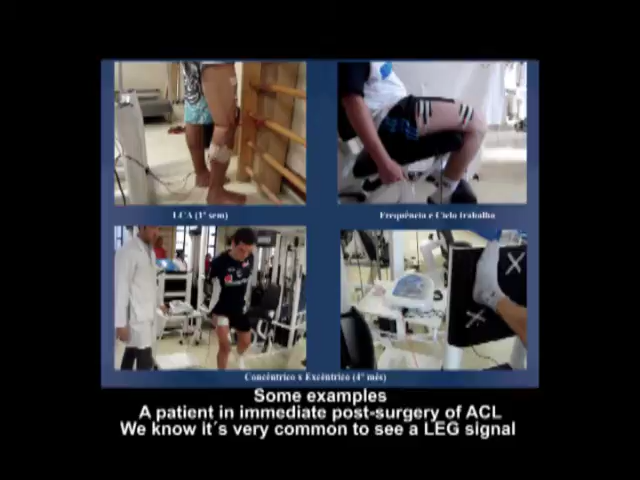 LCA (1ª sem)
Frequência e Ciclo trabalho
Concêntrico x Excêntrico (4º mês)
Some examples
A patient in immediate post-surgery of ACL
We know it´s very common to see a LEG signal